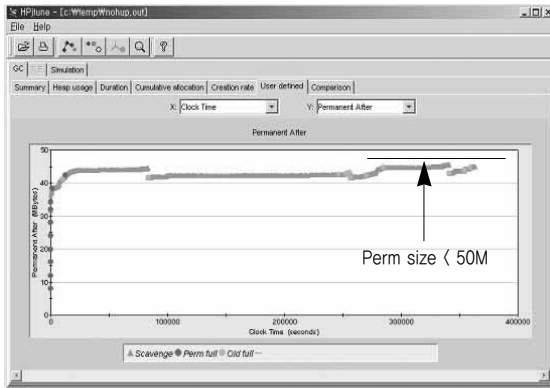 HPjtune - [c:₩temp₩nohup.out]
File Help
GC Simulation
Summary Heap usage Duration Cumulative allocation Creation rate User defined Comparison
X: Clock Time Y: Permanent After
Permanent After
50
40
30
20
10
0
Permanent After (MBytes)
Perm size < 50M
0 100000 200000 300000 400000
Clock Time (seconds)
Scavenge Perm full Old full